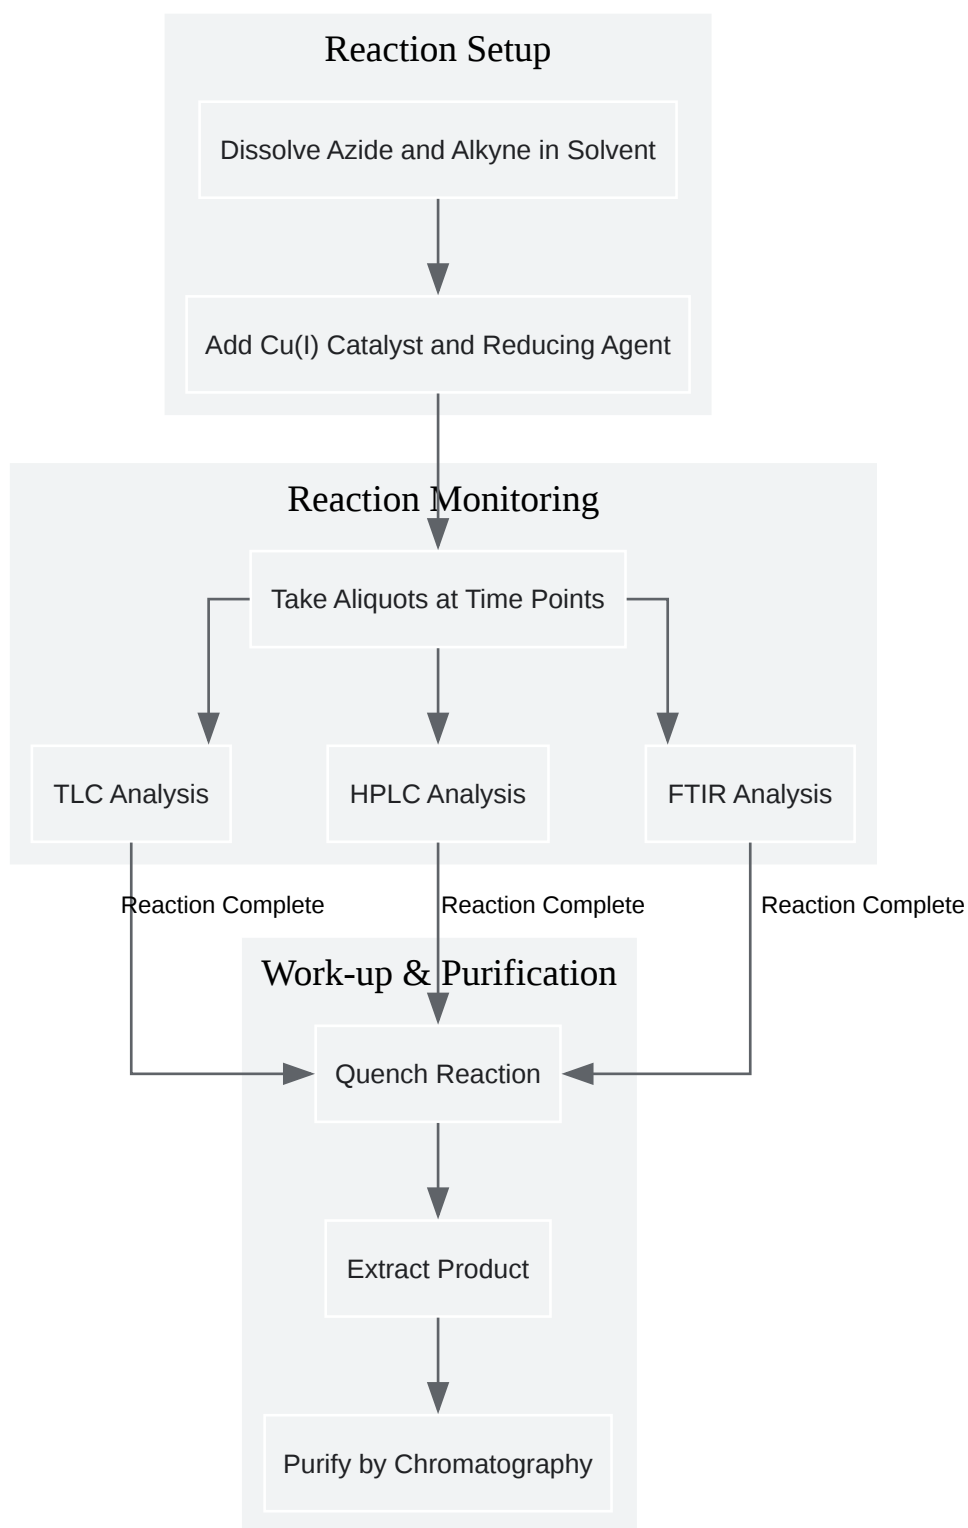 Reaction Setup
Dissolve Azide and Alkyne in Solvent
Add Cu(I) Catalyst and Reducing Agent
Reaction Monitoring
Take Aliquots at Time Points
TLC Analysis
HPLC Analysis
FTIR Analysis
Reaction Complete
Reaction Complete
Reaction Complete
Work-up & Purification
Quench Reaction
Extract Product
Purify by Chromatography